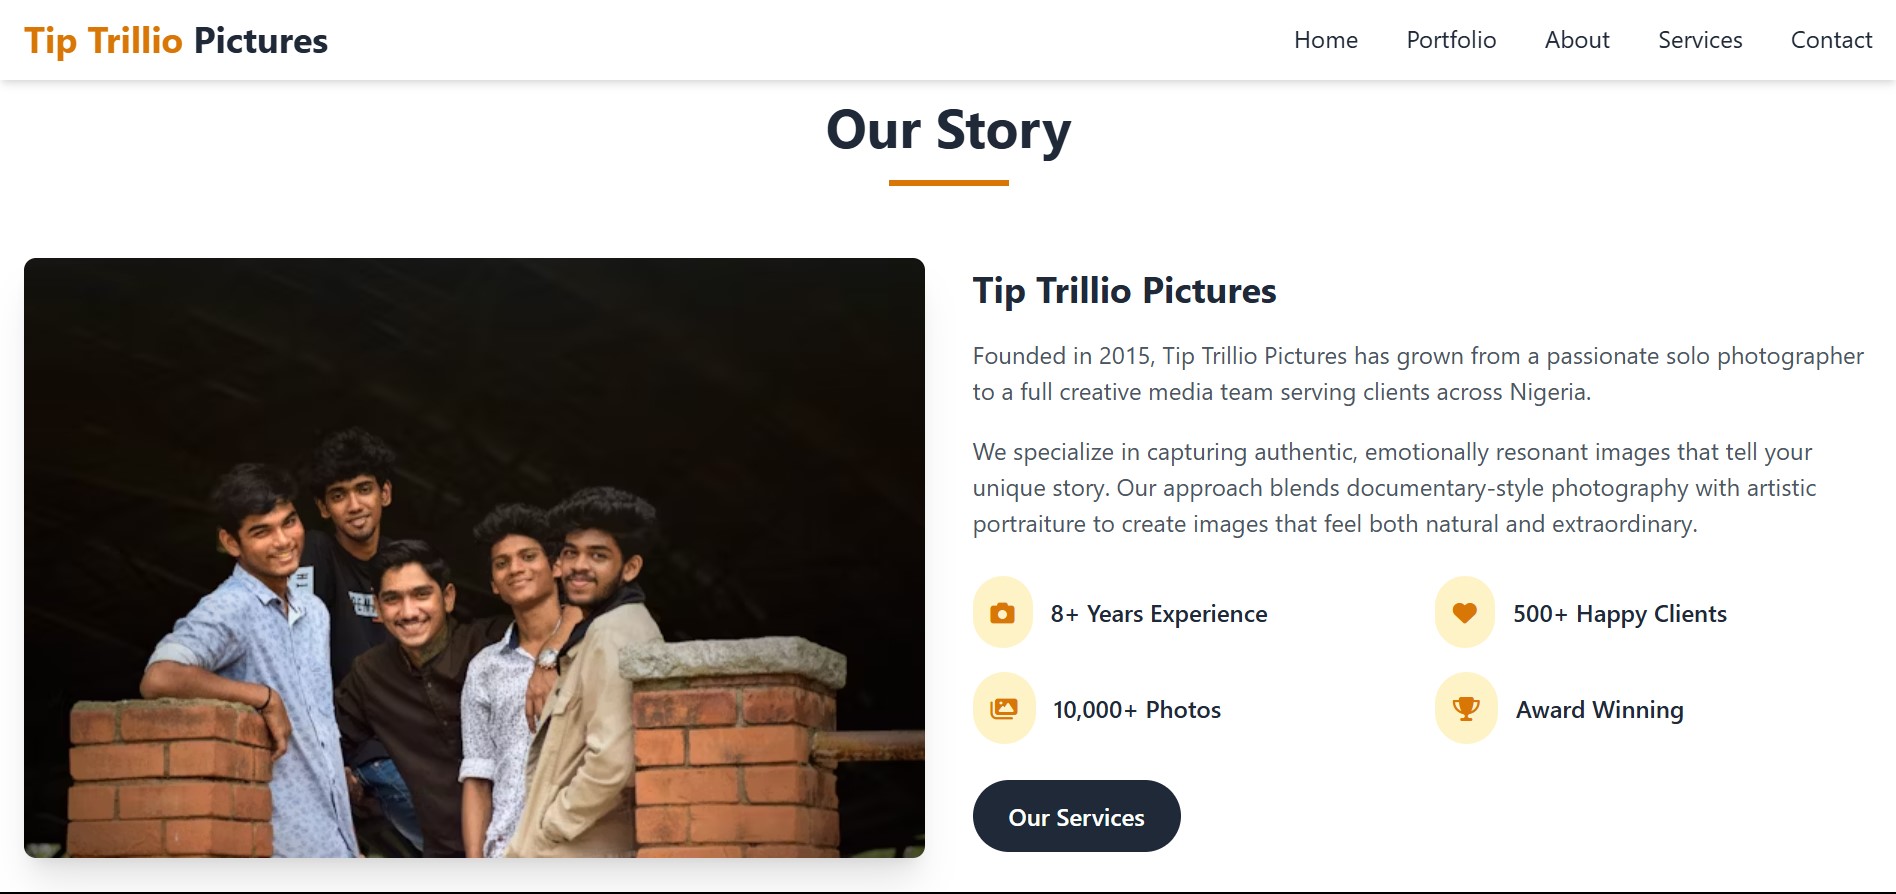 Tip Trillio Pictures
Home Portfolio About Services Contact
Our Story
Tip Trillio Pictures
Founded in 2015, Tip Trillio Pictures has grown from a passionate solo photographer
to a full creative media team serving clients across Nigeria.
We specialize in capturing authentic, emotionally resonant images that tell your
unique story. Our approach blends documentary-style photography with artistic
portraiture to create images that feel both natural and extraordinary.
8+ Years Experience
500+ Happy Clients
10,000+ Photos
Award Winning
Our Services